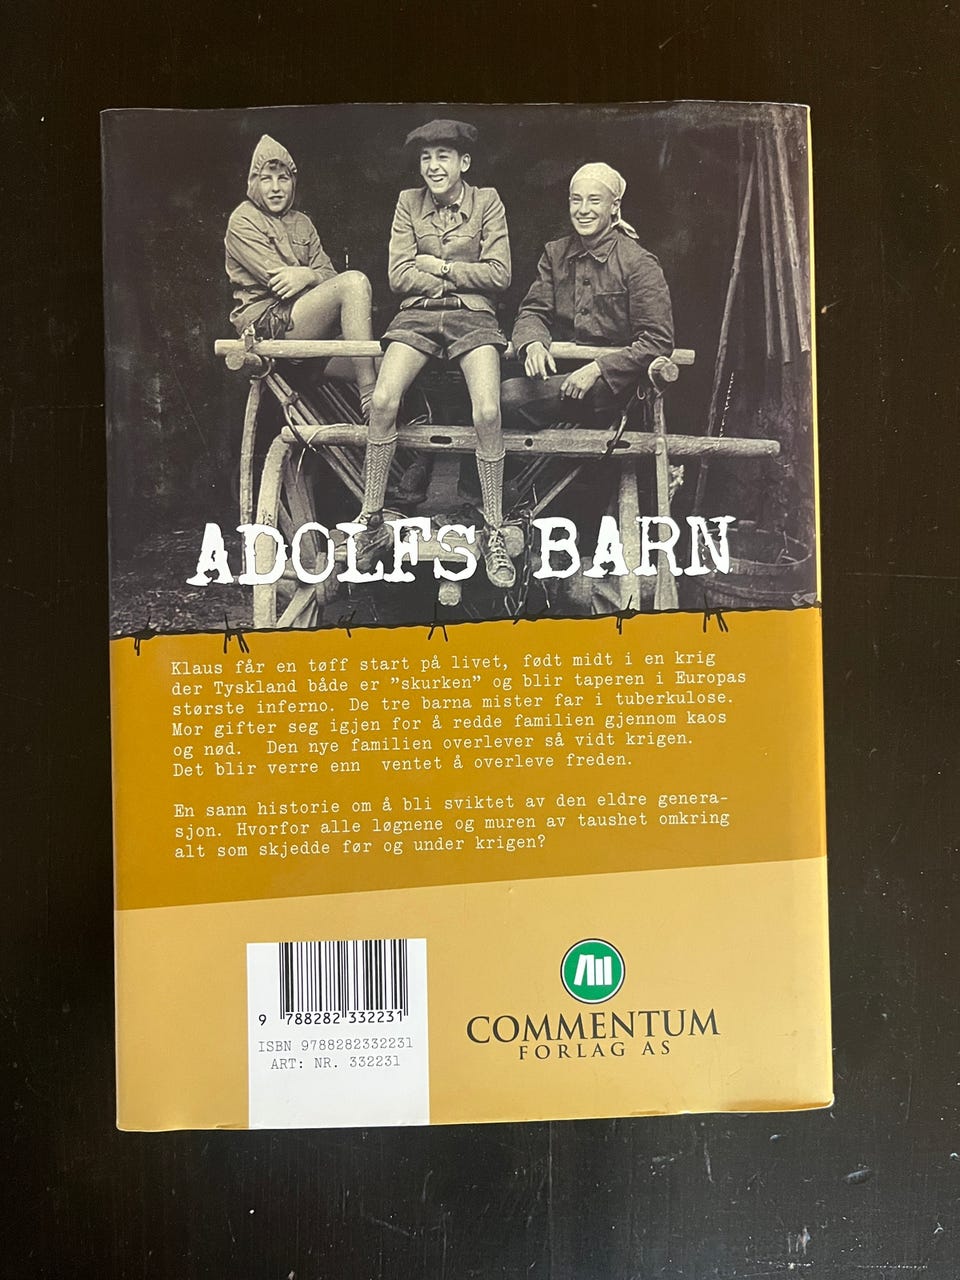 ADOLFS BARN
Klaus får en tøff start på livet, født midt i en krig
der Tyskland både er "skurken" og blir taperen i Europas
største inferno. De tre barna mister far i tuberkulose.
Mor gifter seg igjen for å redde familien gjennom kaos
og nød. Den nye familien overlever så vidt krigen.
Det blir verre enn ventet å overleve freden.
En sann historie om å bli sviktet av den eldre genera-
sjon. Hvorfor alle løgnene og muren av taushet omkring
alt som skjedde før og under krigen?
9 788282 332231
ISBN 9788282332231
ART: NR. 332231
COMMENTUM
FORLAG AS